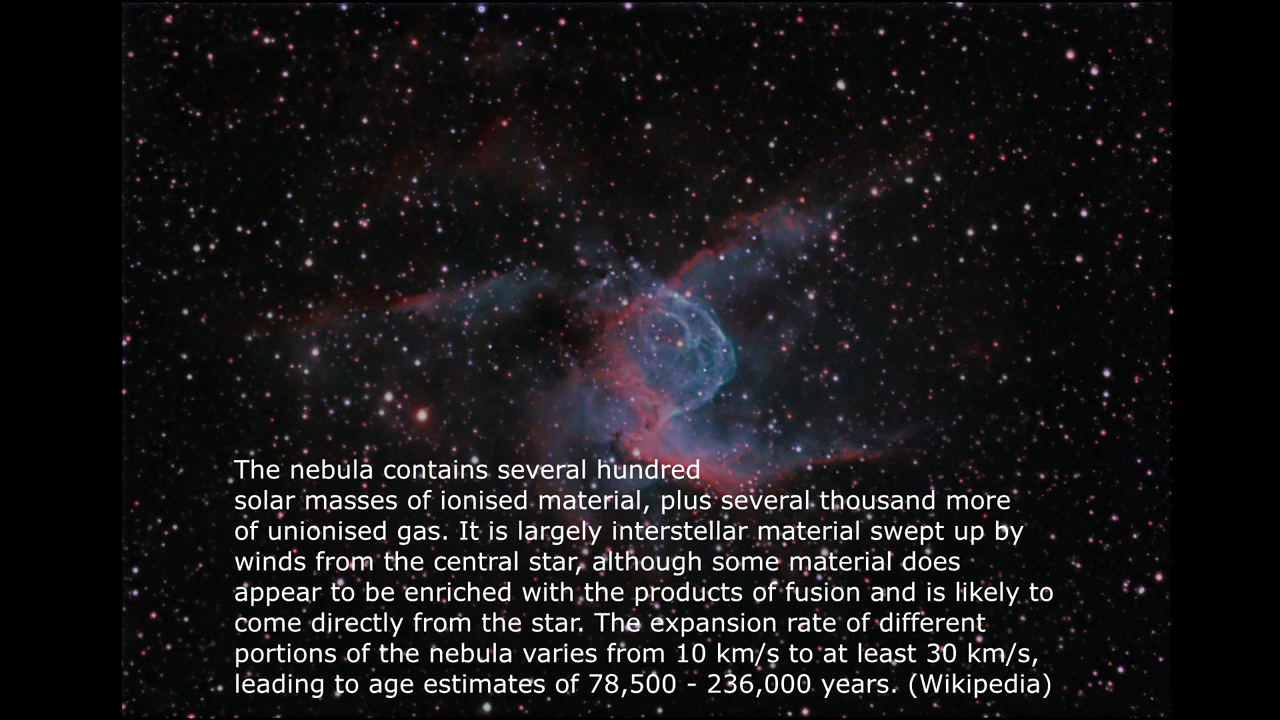 The nebula contains several hundred
solar masses of ionised material, plus several thousand more
of unionised gas. It is largely interstellar material swept up by
winds from the central star, although some material does
appear to be enriched with the products of fusion and is likely to
come directly from the star. The expansion rate of different
portions of the nebula varies from 10 km/s to at least 30 km/s,
leading to age estimates of 78,500 - 236,000 years. (Wikipedia)